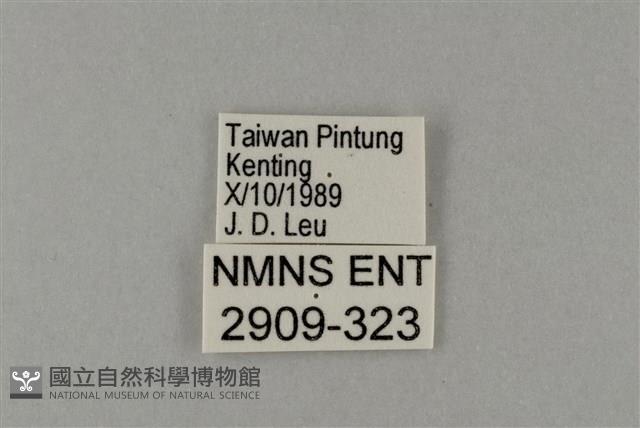 Taiwan Pintung
Kenting
X/10/1989
J. D. Leu
NMNS ENT
2909-323
國立自然科學博物館
NATIONAL MUSEUM OF NATURAL SCIENCE